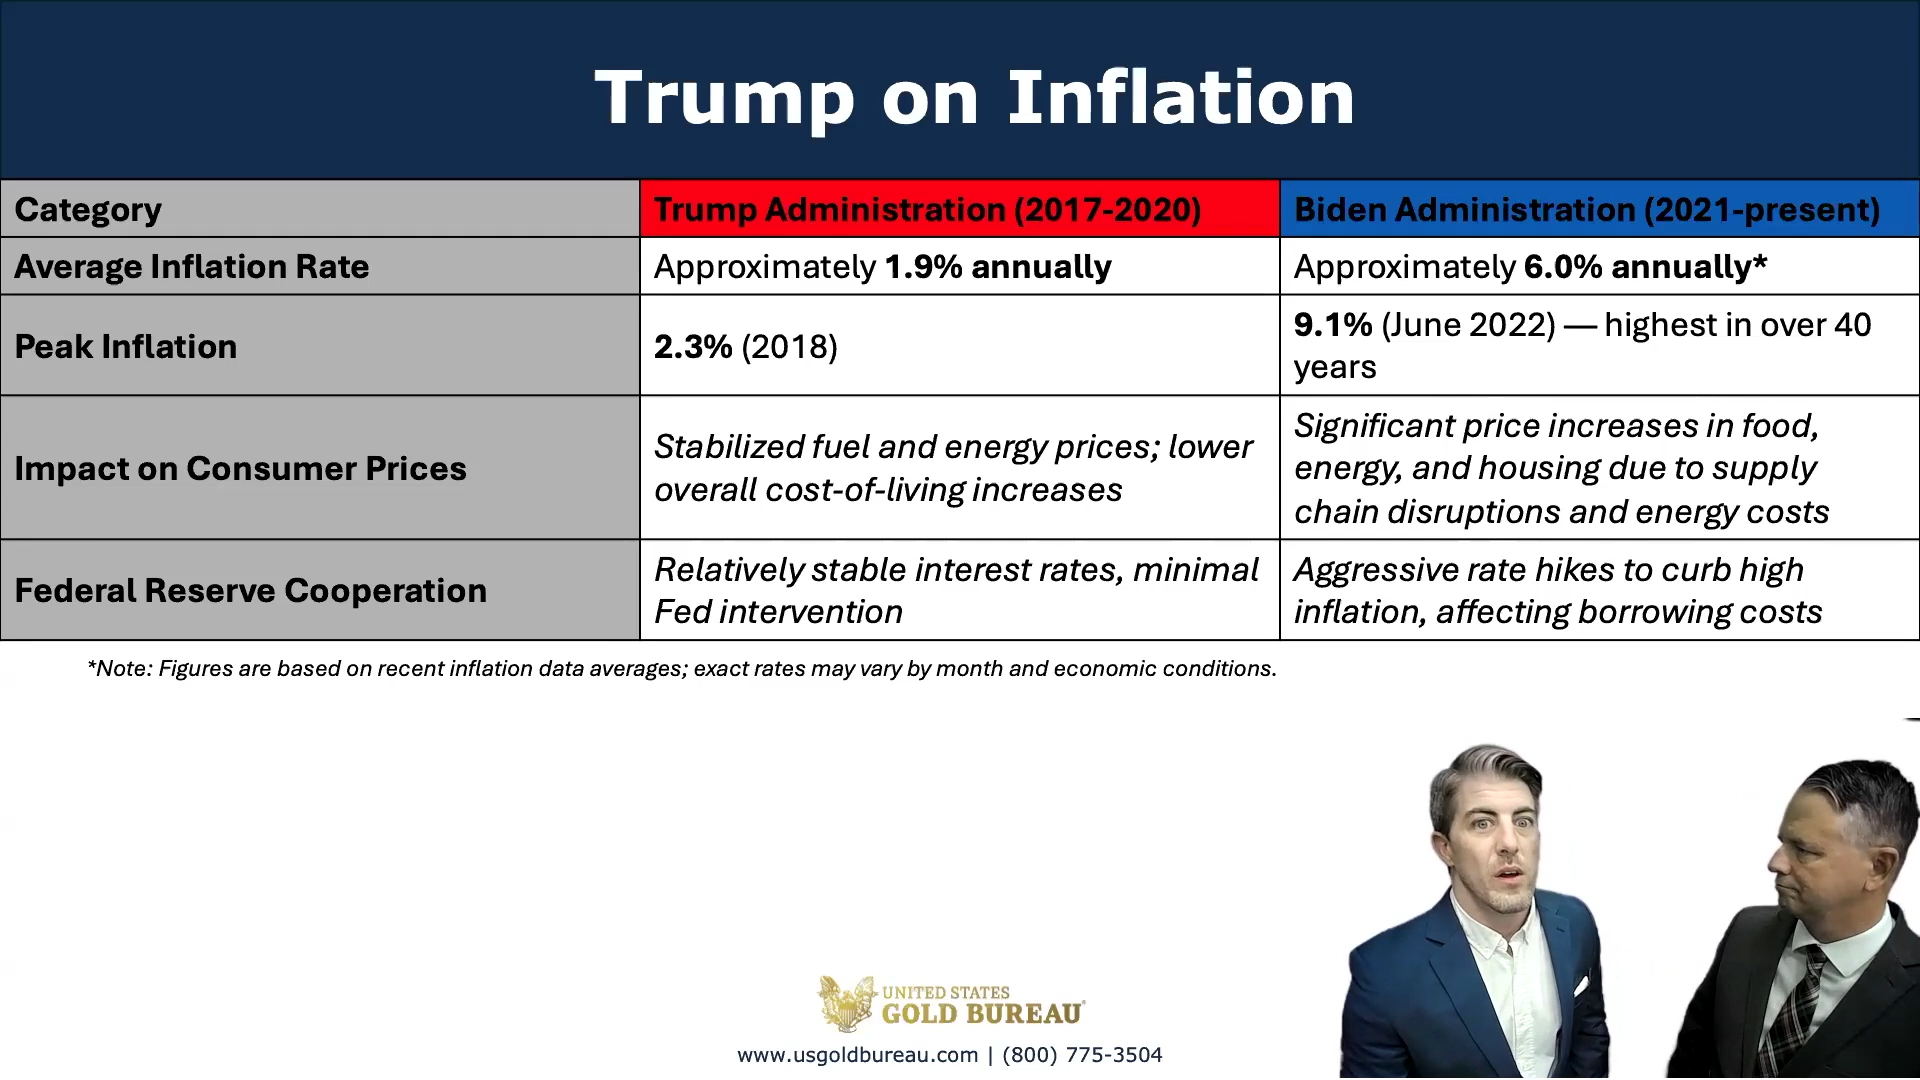 Trump on Inflation
Category
Trump Administration (2017-2020)
Biden Administration (2021-present)
Average Inflation Rate
Approximately 1.9% annually
Approximately 6.0% annually*
Peak Inflation
2.3% (2018)
9.1% (June 2022) — highest in over 40
years
Impact on Consumer Prices
Stabilized fuel and energy prices; lower
overall cost-of-living increases
Significant price increases in food,
energy, and housing due to supply
chain disruptions and energy costs
Federal Reserve Cooperation
Relatively stable interest rates, minimal
Fed intervention
Aggressive rate hikes to curb high
inflation, affecting borrowing costs
*Note: Figures are based on recent inflation data averages; exact rates may vary by month and economic conditions.
UNITED STATES
GOLD BUREAU
www.usgoldbureau.com | (800) 775-3504